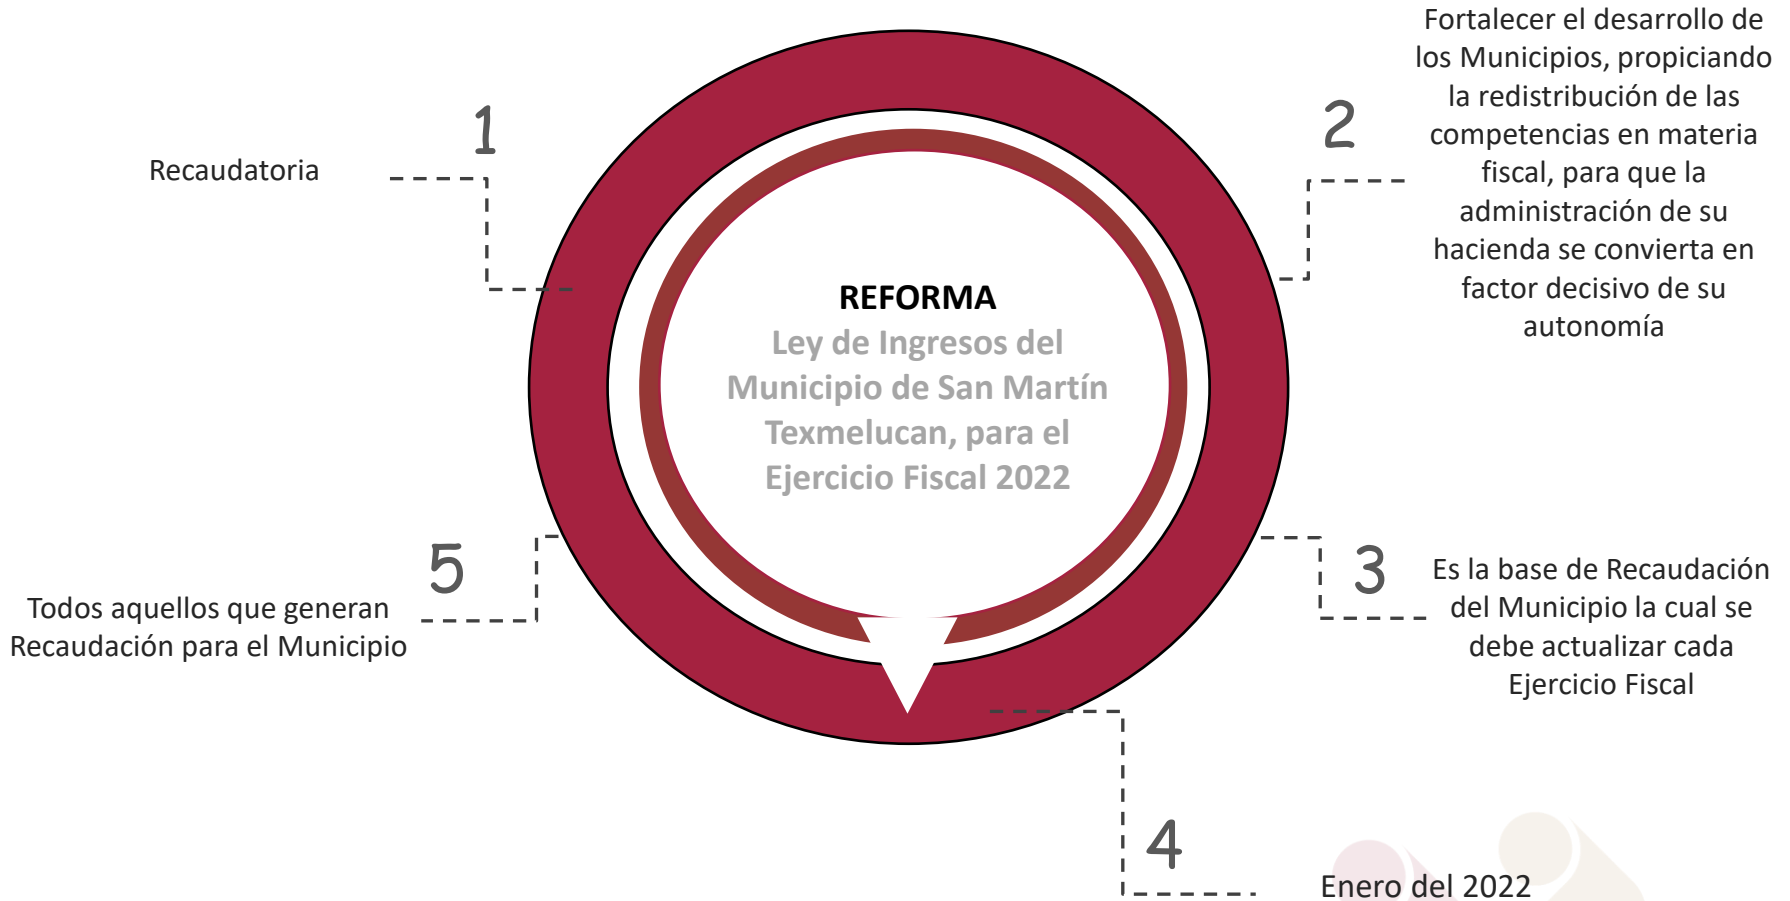 REFORMA
Ley de Ingresos del
Municipio de San Martín
Texmelucan, para el
Ejercicio Fiscal 2022
1
Recaudatoria
2
Fortalecer el desarrollo de
los Municipios, propiciando
la redistribución de las
competencias en materia
fiscal, para que la
administración de su
hacienda se convierta en
factor decisivo de su
autonomía
3
Es la base de Recaudación
del Municipio la cual se
debe actualizar cada
Ejercicio Fiscal
4
Enero del 2022
5
Todos aquellos que generan
Recaudación para el Municipio